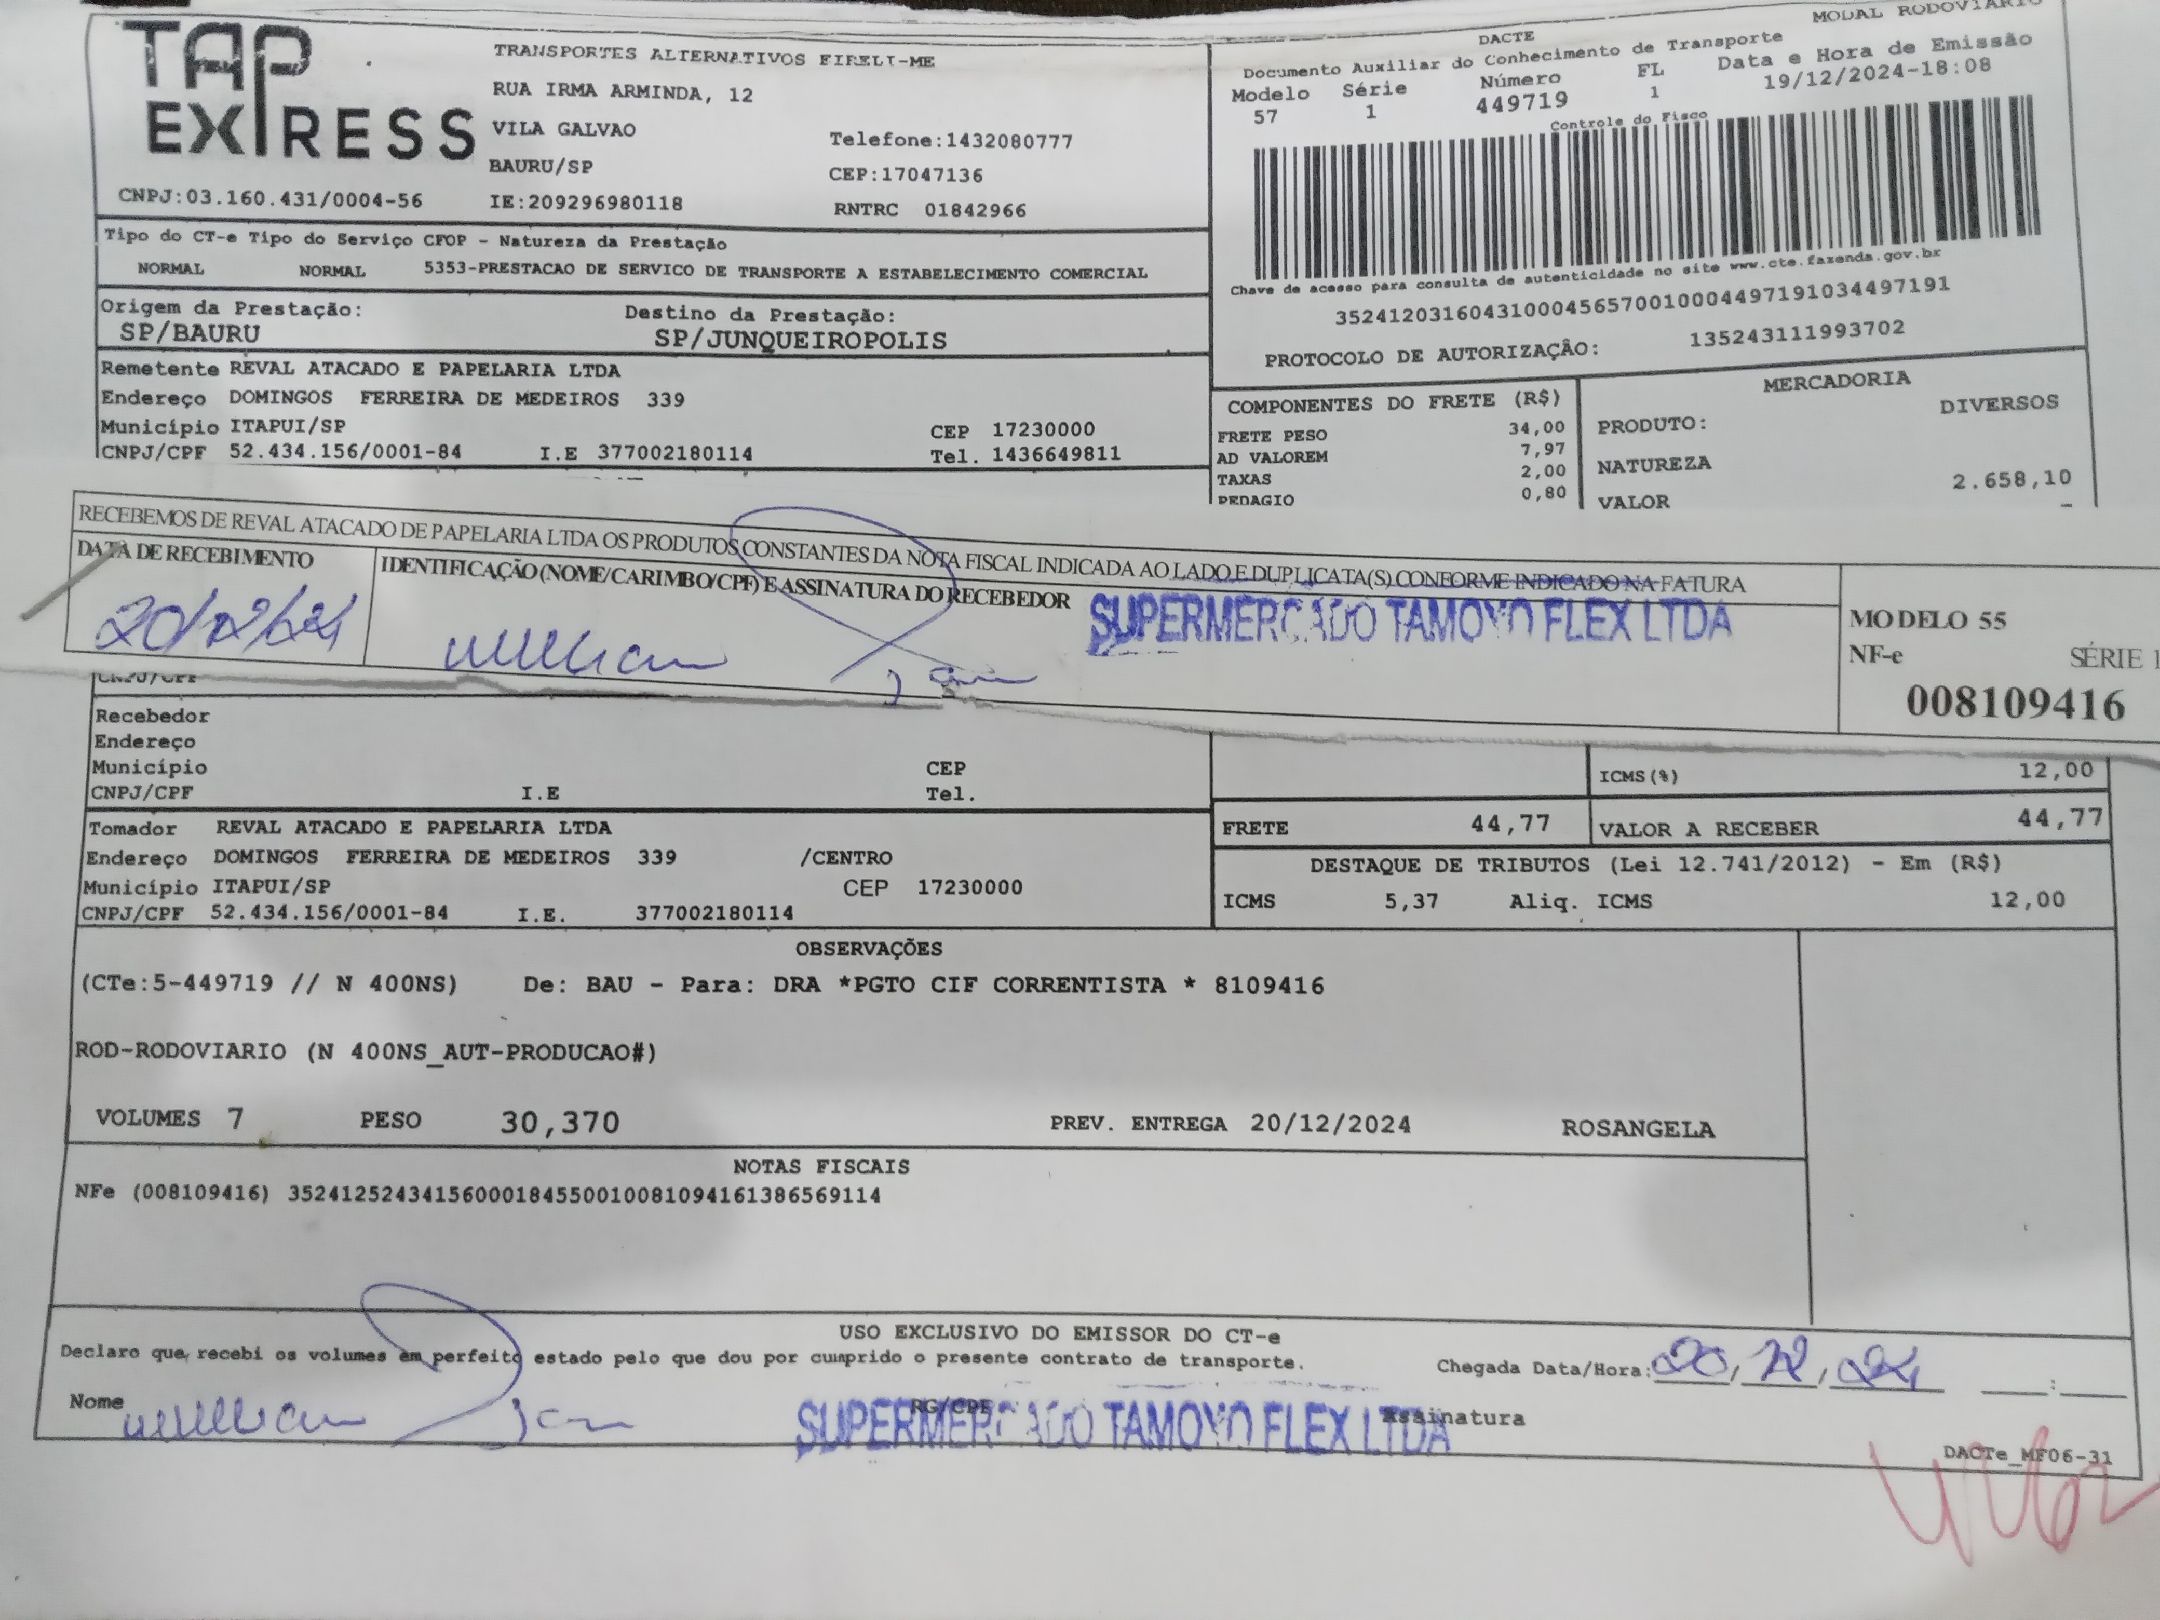 TAP EXPRESS
TRANSPORTES ALTERNATIVOS EIRELI-ME
RUA IRMA ARMINDA, 12
VILA GALVAO Telefone:1432080777
BAURU/SP CEP:17047136
CNPJ:03.160.431/0004-56 IE:209296980118 RNTRC 01842966
MODAL RODOVIARIO
DACTE
Documento Auxiliar do Conhecimento de Transporte
Modelo Série Número FL Data e Hora de Emissão
57 1 449719 1 19/12/2024-18:08
Controle do Fisco
Chave de acesso para consulta de autenticidade no site www.cte.fazenda.gov.br
35241203160431000456570010004497191034497191
PROTOCOLO DE AUTORIZAÇÃO: 135243111993702
Tipo do CT-e Tipo do Serviço CFOP - Natureza da Prestação
NORMAL NORMAL 5353-PRESTACAO DE SERVICO DE TRANSPORTE A ESTABELECIMENTO COMERCIAL
Origem da Prestação: Destino da Prestação:
SP/BAURU SP/JUNQUEIROPOLIS
Remetente REVAL ATACADO E PAPELARIA LTDA
Endereço DOMINGOS FERREIRA DE MEDEIROS 339
Município ITAPUI/SP CEP 17230000
CNPJ/CPF 52.434.156/0001-84 I.E 377002180114 Tel. 1436649811
COMPONENTES DO FRETE (R$)
FRETE PESO 34,00
AD VALOREM 7,97
TAXAS 2,00
PEDAGIO 0,80
MERCADORIA
PRODUTO: DIVERSOS
NATUREZA
VALOR 2.658,10
RECEBEMOS DE REVAL ATACADO DE PAPELARIA LTDA OS PRODUTOS CONSTANTES DA NOTA FISCAL INDICADA AO LADO E DUPLICATA(S) CONFORME INDICADO NA FATURA
DATA DE RECEBIMENTO IDENTIFICAÇÃO (NOME/CARIMBO/CPF) E ASSINATURA DO RECEBEDOR
20/12/24 SUPERMERCADO TAMOYO FLEX LTDA
MODELO 55
NF-e SÉRIE 1
008109416
CNPJ/CPF
Recebedor
Endereço
Município CEP
CNPJ/CPF I.E Tel.
ICMS(%) 12,00
FRETE 44,77 VALOR A RECEBER 44,77
Tomador REVAL ATACADO E PAPELARIA LTDA
Endereço DOMINGOS FERREIRA DE MEDEIROS 339 /CENTRO
Município ITAPUI/SP CEP 17230000
CNPJ/CPF 52.434.156/0001-84 I.E. 377002180114
DESTAQUE DE TRIBUTOS (Lei 12.741/2012) - Em (R$)
ICMS 5,37 Aliq. ICMS 12,00
OBSERVAÇÕES
(CTe:5-449719 // N 400NS) De: BAU - Para: DRA *PGTO CIF CORRENTISTA * 8109416
ROD-RODOVIARIO (N 400NS_AUT-PRODUCAO#)
VOLUMES 7 PESO 30,370 PREV. ENTREGA 20/12/2024 ROSANGELA
NOTAS FISCAIS
NFe (008109416) 35241252434156000184550010081094161386569114
USO EXCLUSIVO DO EMISSOR DO CT-e
Declaro que recebi os volumes em perfeito estado pelo que dou por cumprido o presente contrato de transporte. Chegada Data/Hora: 20, 12, 24 :
Nome RG/CPF Assinatura
SUPERMERCADO TAMOYO FLEX LTDA
DACTe_MF06-31